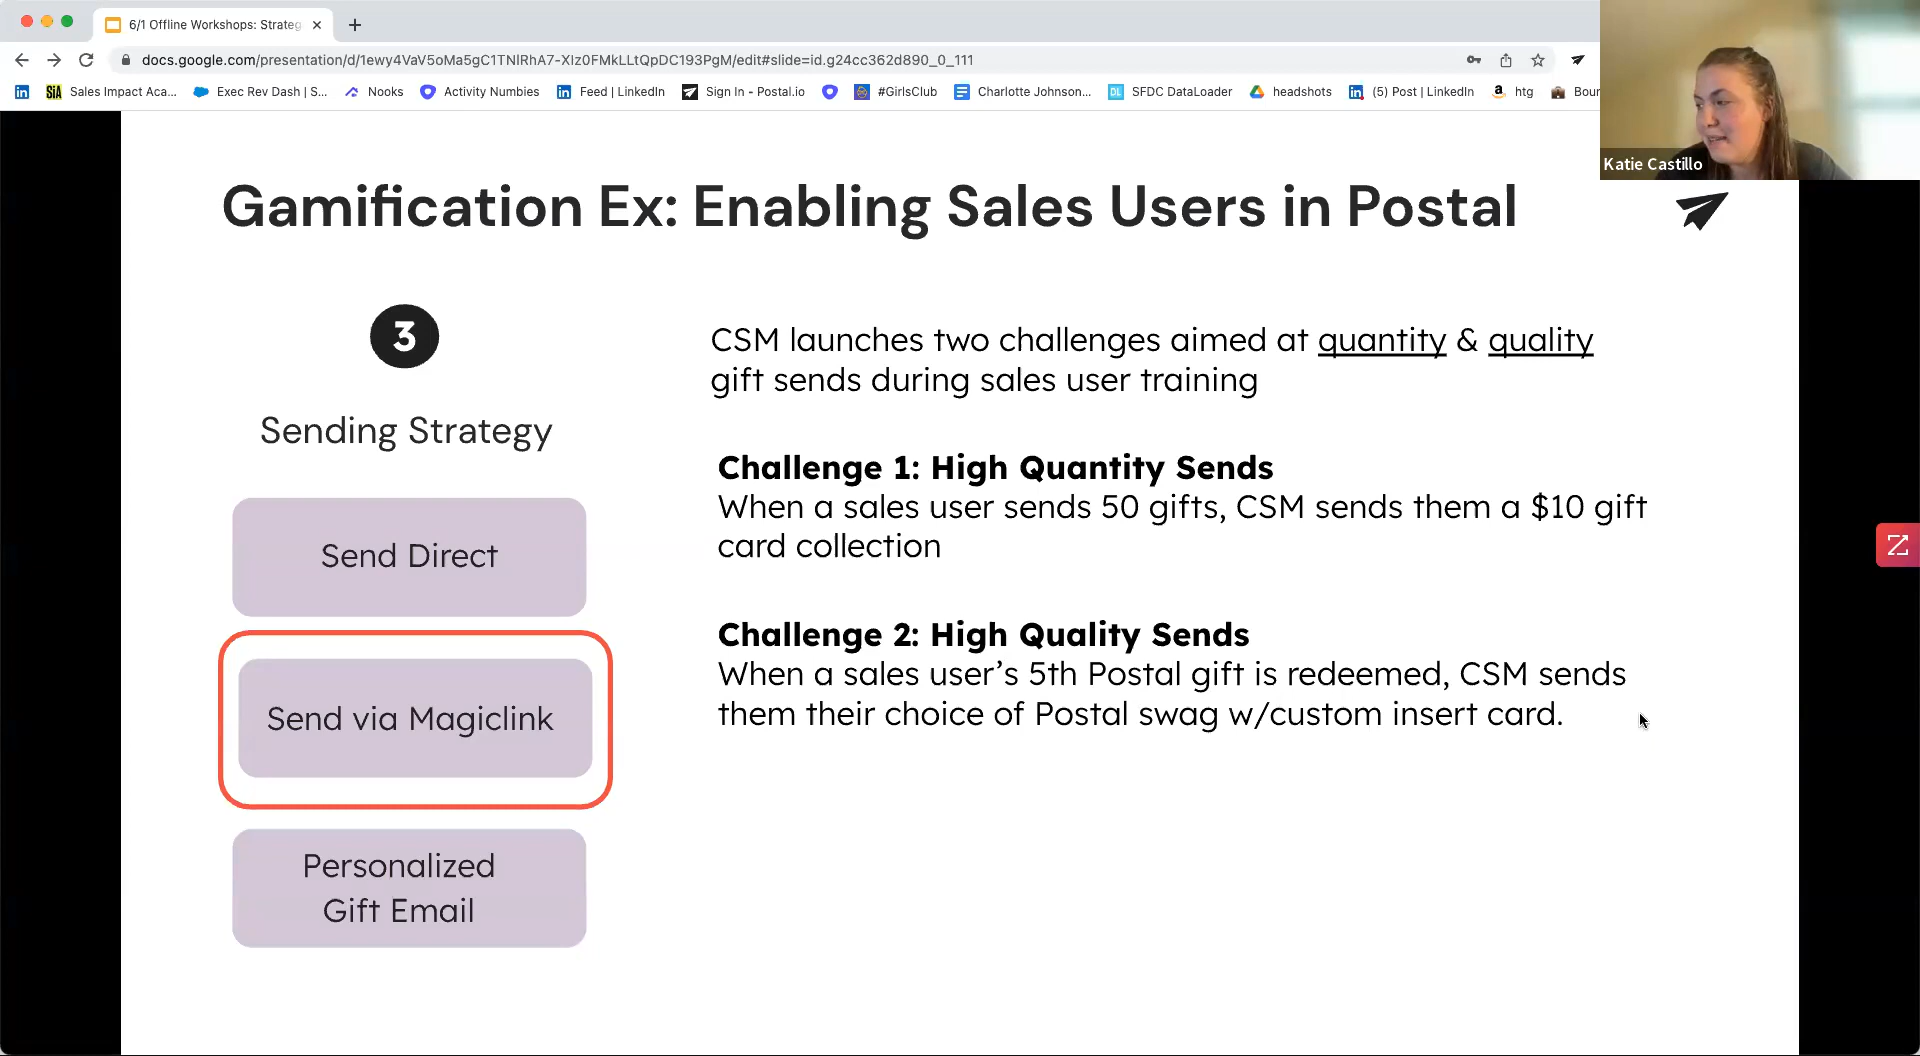 6/1 Offline Workshops: Strateg
docs.google.com/presentation/d/1ewy4VaV5oMa5gC1TNlRhA7-XIz0FMkLLtQpDC193PgM/edit#slide=id.g24cc362d890_0_111
SiA Sales Impact Aca... Exec Rev Dash | S... Nooks Activity Numbies Feed | LinkedIn Sign In - Postal.io #GirlsClub Charlotte Johnson... DL SFDC DataLoader headshots (5) Post | LinkedIn htg Bour
Katie Castillo
Gamification Ex: Enabling Sales Users in Postal
3
Sending Strategy
Send Direct
Send via Magiclink
Personalized
Gift Email
CSM launches two challenges aimed at quantity & quality
gift sends during sales user training
Challenge 1: High Quantity Sends
When a sales user sends 50 gifts, CSM sends them a $10 gift
card collection
Challenge 2: High Quality Sends
When a sales user’s 5th Postal gift is redeemed, CSM sends
them their choice of Postal swag w/custom insert card.